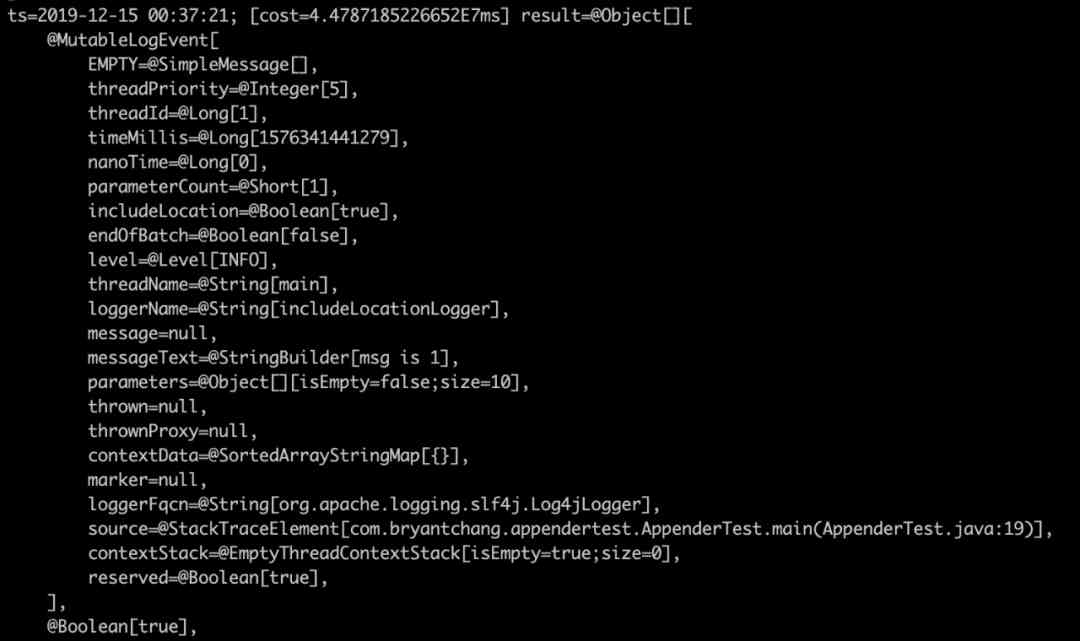 ts=2019-12-15 00:37:21; [cost=4.4787185226652E7ms] result=@Object[][
    @MutableLogEvent[
        EMPTY=@SimpleMessage[],
        threadPriority=@Integer[5],
        threadId=@Long[1],
        timeMillis=@Long[1576341441279],
        nanoTime=@Long[0],
        parameterCount=@Short[1],
        includeLocation=@Boolean[true],
        endOfBatch=@Boolean[false],
        level=@Level[INFO],
        threadName=@String[main],
        loggerName=@String[includeLocationLogger],
        message=null,
        messageText=@StringBuilder[msg is 1],
        parameters=@Object[][isEmpty=false;size=10],
        thrown=null,
        thrownProxy=null,
        contextData=@SortedArrayStringMap[{}],
        marker=null,
        loggerFqcn=@String[org.apache.logging.slf4j.Log4jLogger],
        source=@StackTraceElement[com.bryantchang.appendertest.AppenderTest.main(AppenderTest.java:19)],
        contextStack=@EmptyThreadContextStack[isEmpty=true;size=0],
        reserved=@Boolean[true],
    ],
    @Boolean[true],